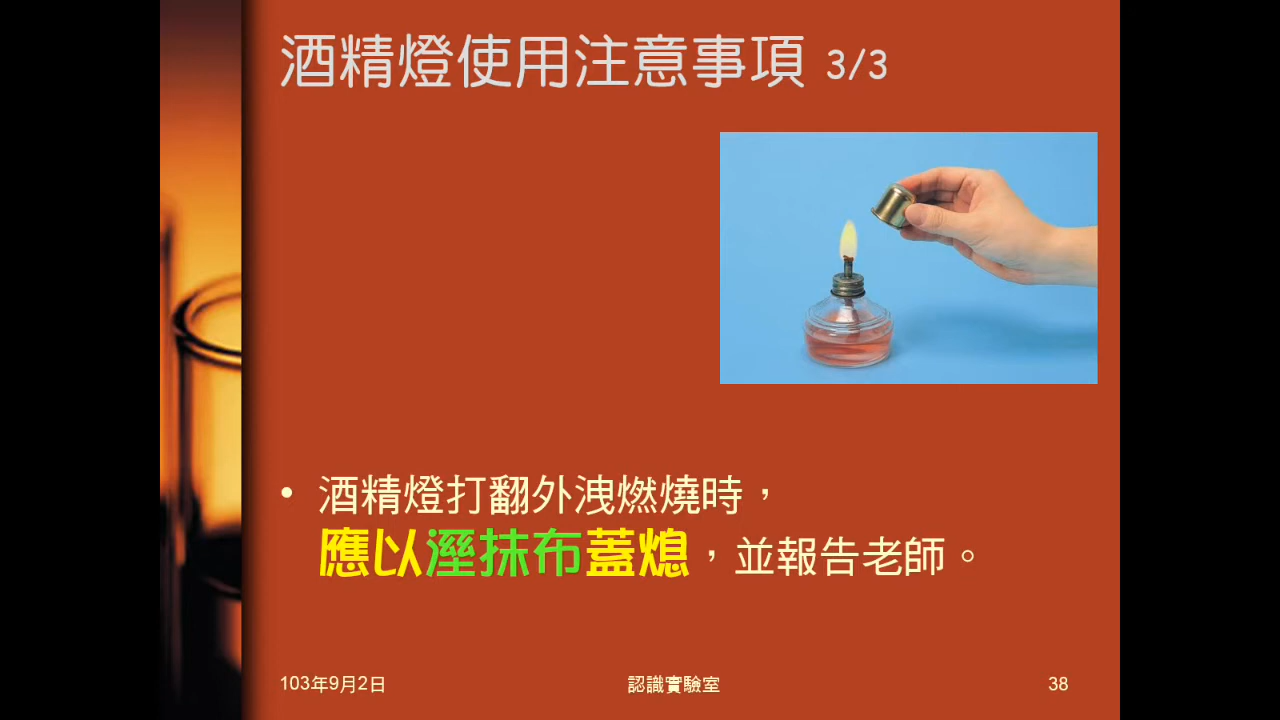 酒精燈使用注意事項 3/3
• 酒精燈打翻外洩燃燒時，
應以溼抹布蓋熄，並報告老師。
103年9月2日
認識實驗室
38